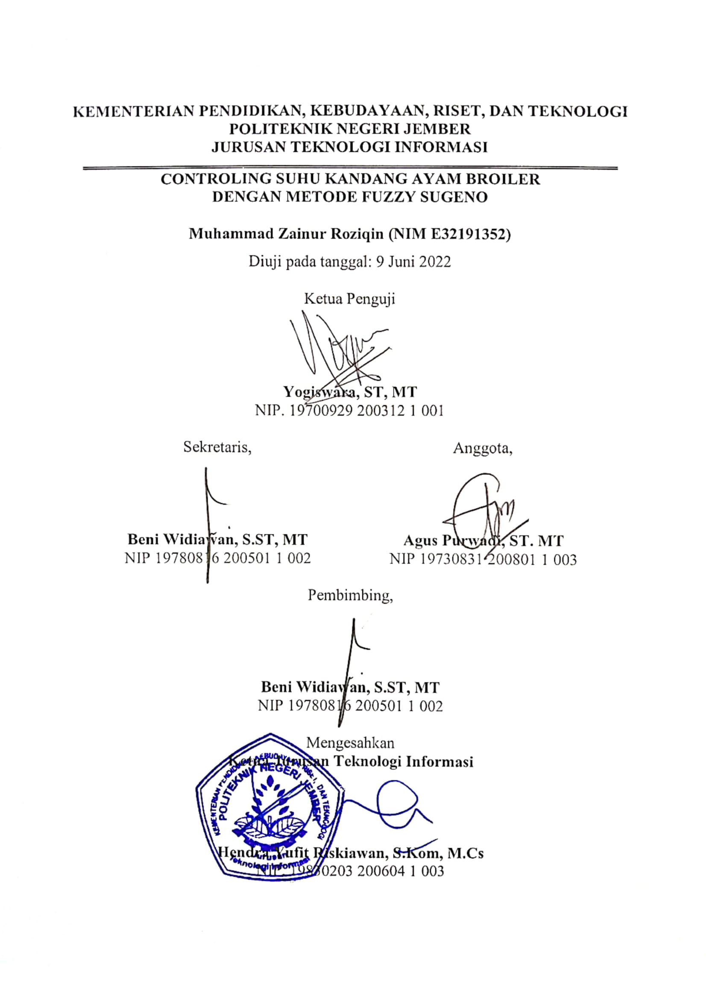 KEMENTERIAN PENDIDIKAN, KEBUDAYAAN, RISET, DAN TEKNOLOGI
POLITEKNIK NEGERI JEMBER
JURUSAN TEKNOLOGI INFORMASI
CONTROLING SUHU KANDANG AYAM BROILER
DENGAN METODE FUZZY SUGENO
Muhammad Zainur Roziqin (NIM E32191352)
Diuji pada tanggal: 9 Juni 2022
Ketua Penguji
Yogiswara, ST, MT
NIP. 19700929 200312 1 001
Sekretaris,
Anggota,
Beni Widiawan, S.ST, MT
Agus Purwadi, ST. MT
NIP 19780816 200501 1 002
NIP 19730831 200801 1 003
Pembimbing,
Beni Widiawan, S.ST, MT
NIP 19780816 200501 1 002
Mengesahkan
Ketua Jurusan Teknologi Informasi
KEMENTERIAN PENDIDIKAN, KEBUDAYAAN, RISET, DAN TEKNOLOGI
POLITEKNIK NEGERI JEMBER
Jurusan
Teknologi Informasi
Hendra Yufit Riskiawan, S.Kom, M.Cs
NIP. 19830203 200604 1 003